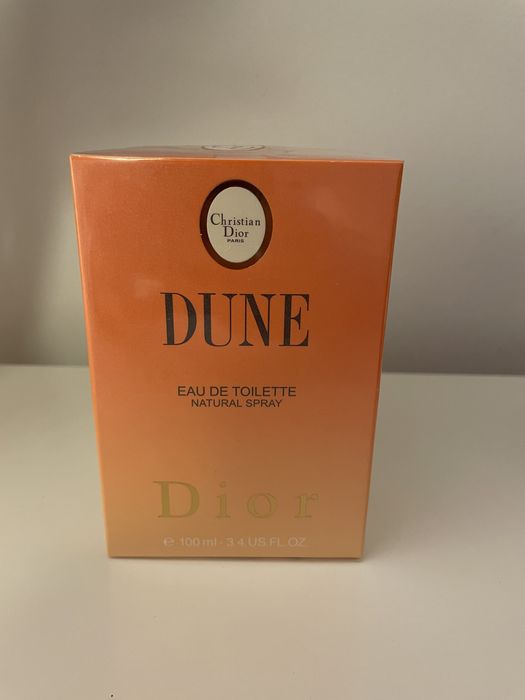 Christian
Dior
PARIS
DUNE
EAU DE TOILETTE
NATURAL SPRAY
Dior
e 100 ml - 3.4 US FL.OZ.